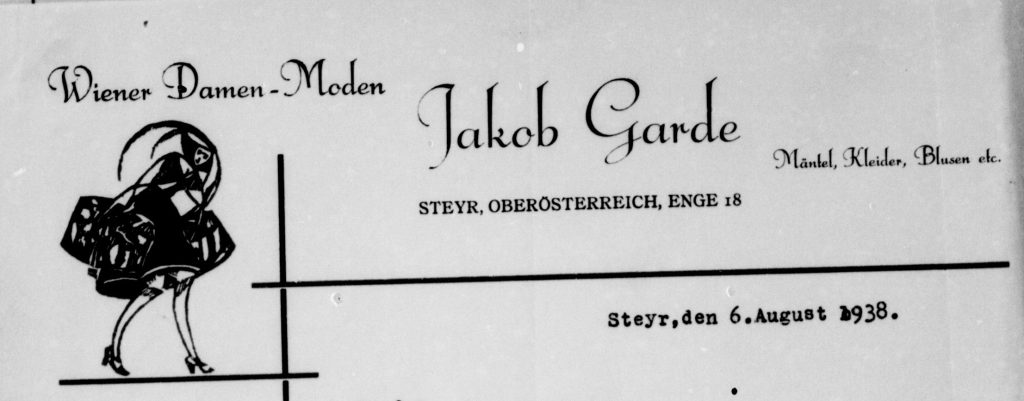 Wiener Damen-Moden
Jakob Garde
Mäntel, Kleider, Blusen etc.
STEYR, OBERÖSTERREICH, ENGE 18
Steyr,den 6.August 1938.